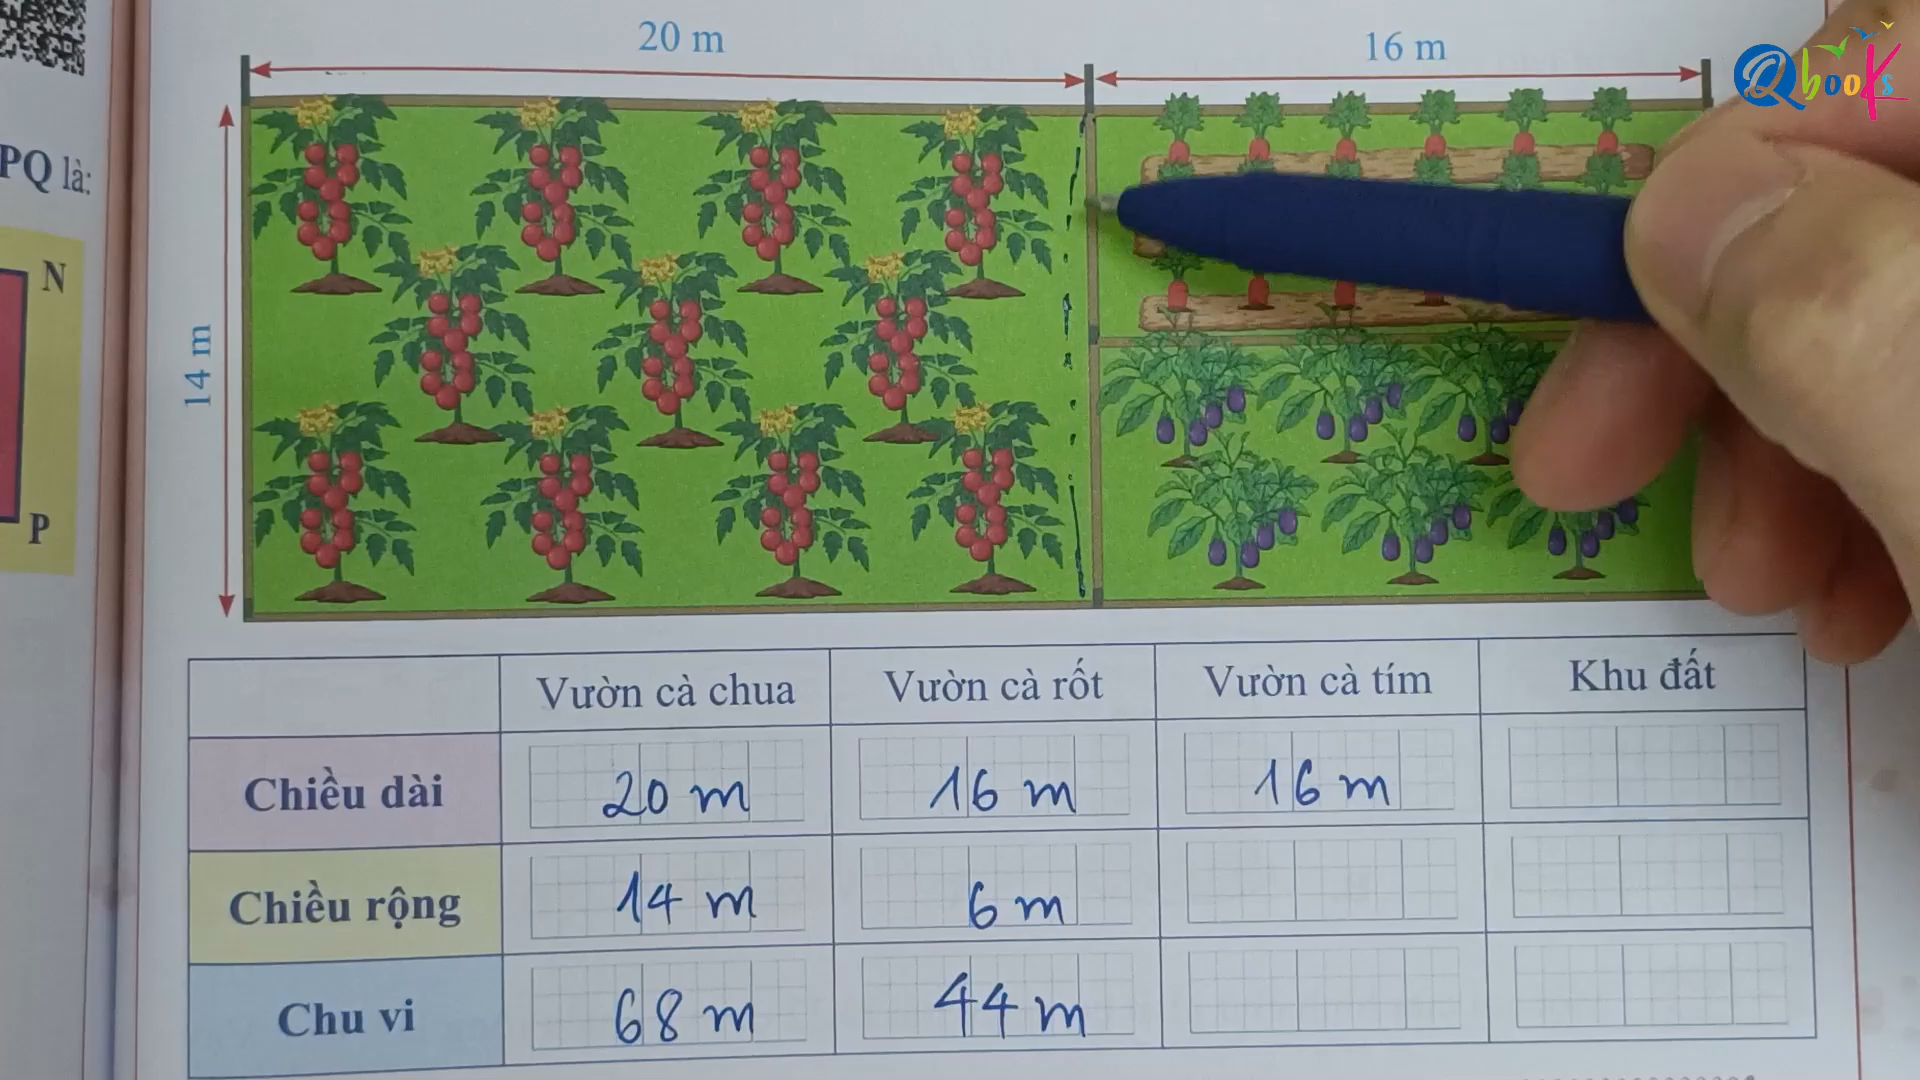 Qbooks
20 m
16 m
PQ là:
N
14 m
P
Vườn cà chua Vườn cà rốt Vườn cà tím Khu đất
Chiều dài 20 m 16 m 16 m
Chiều rộng 14 m 6 m
Chu vi 68 m 44 m